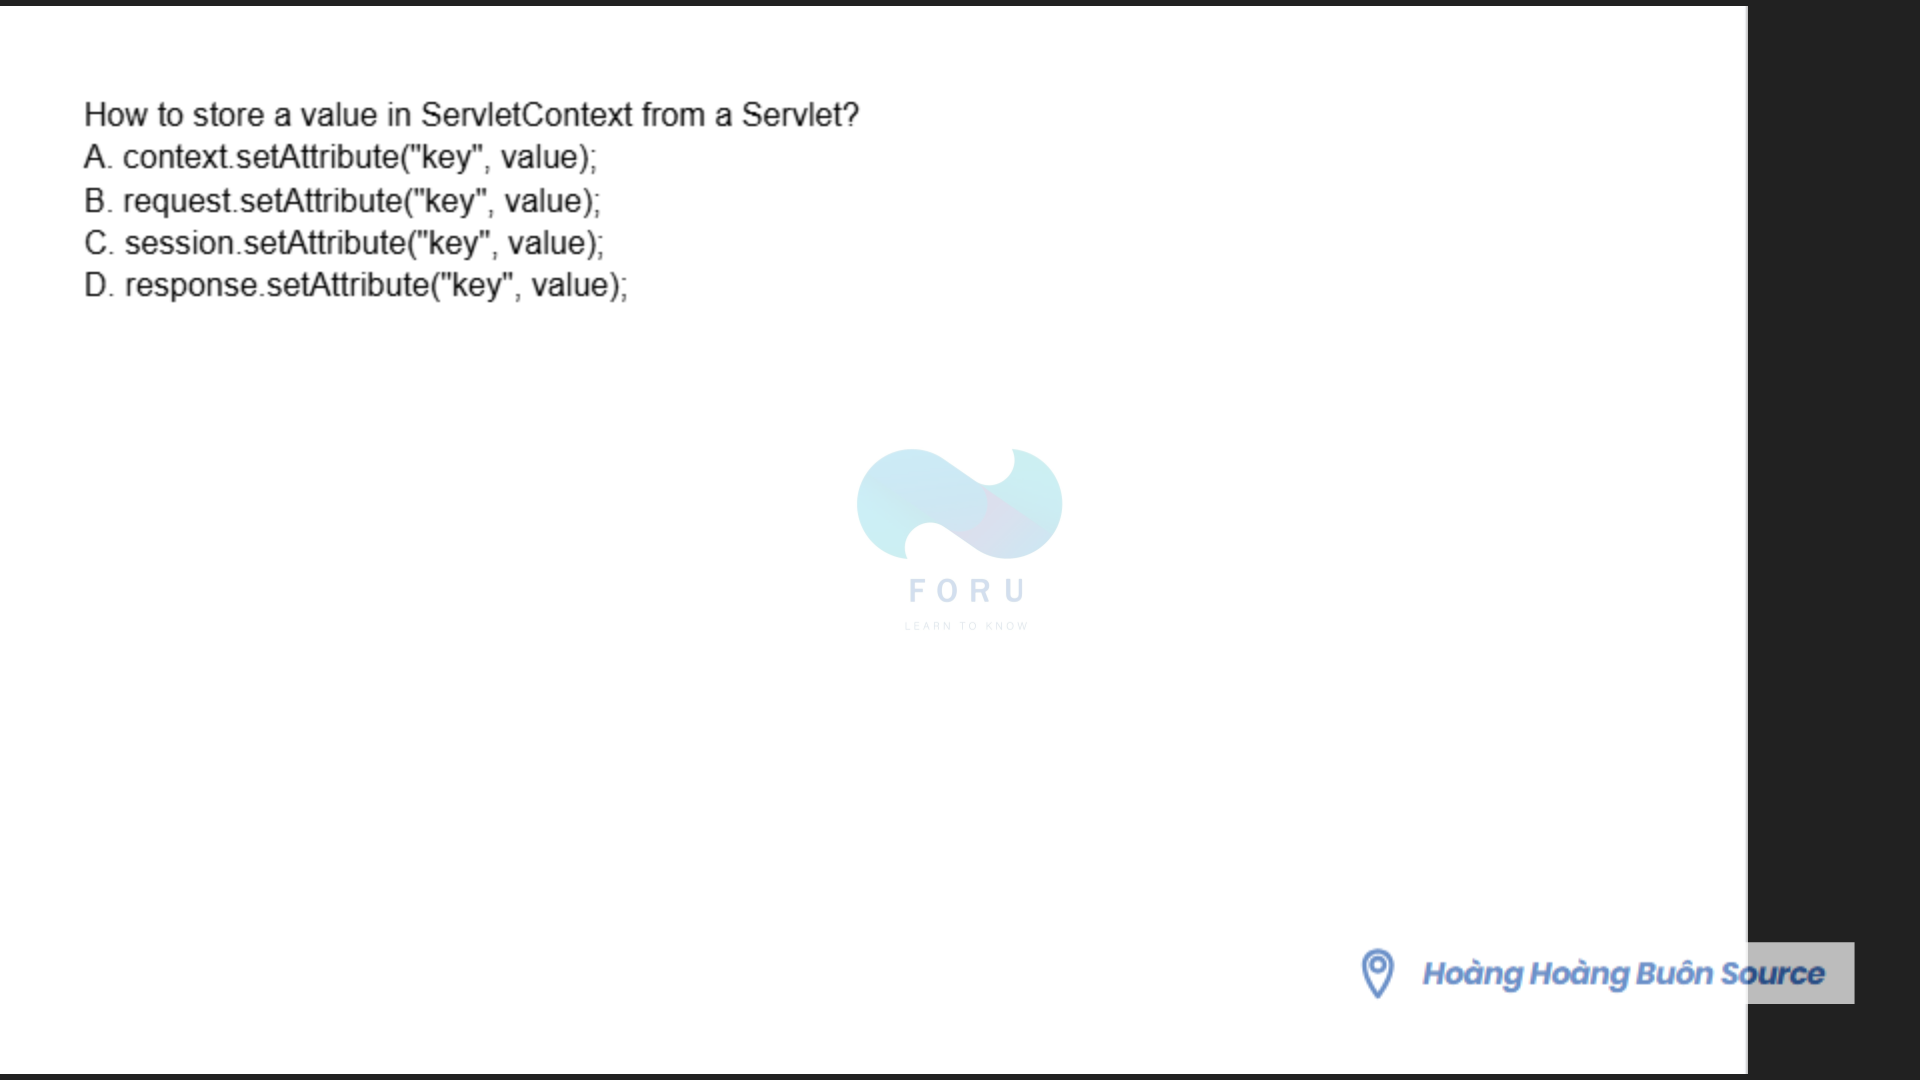 How to store a value in ServletContext from a Servlet?
A. context.setAttribute("key", value);
B. request.setAttribute("key", value);
C. session.setAttribute("key", value);
D. response.setAttribute("key", value);
FORU
LEARN TO KNOW
Hoàng Hoàng Buôn Source